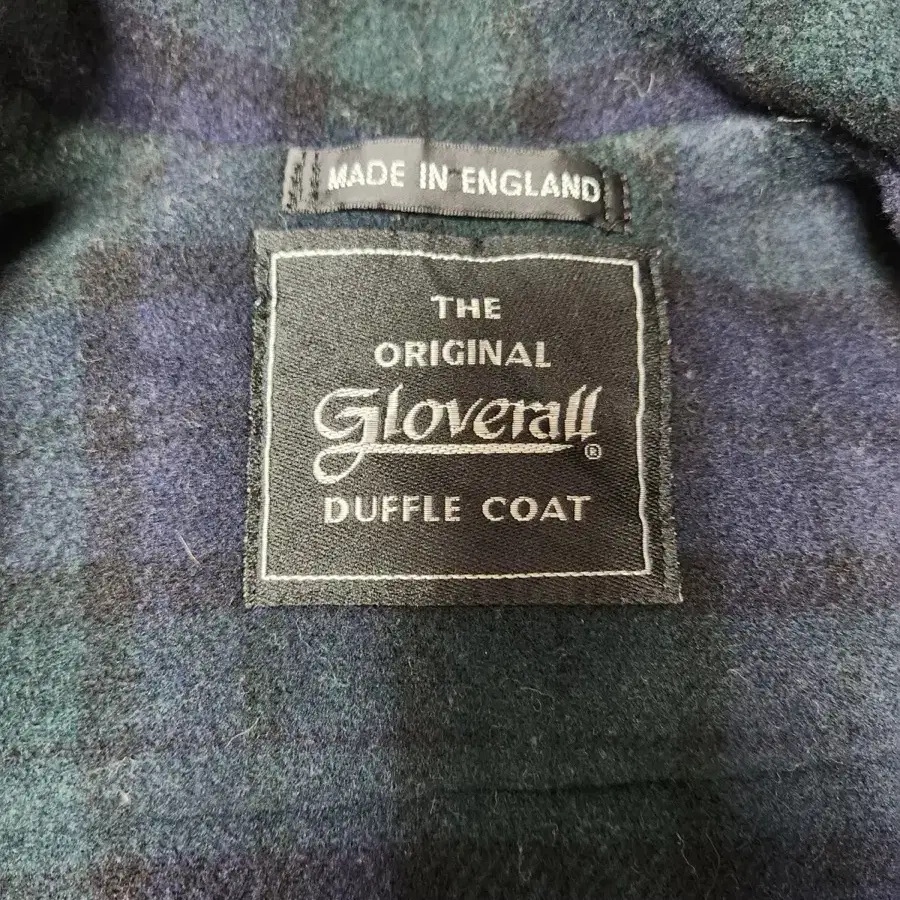 MADE IN ENGLAND
THE
ORIGINAL
Gloverall®
DUFFLE COAT